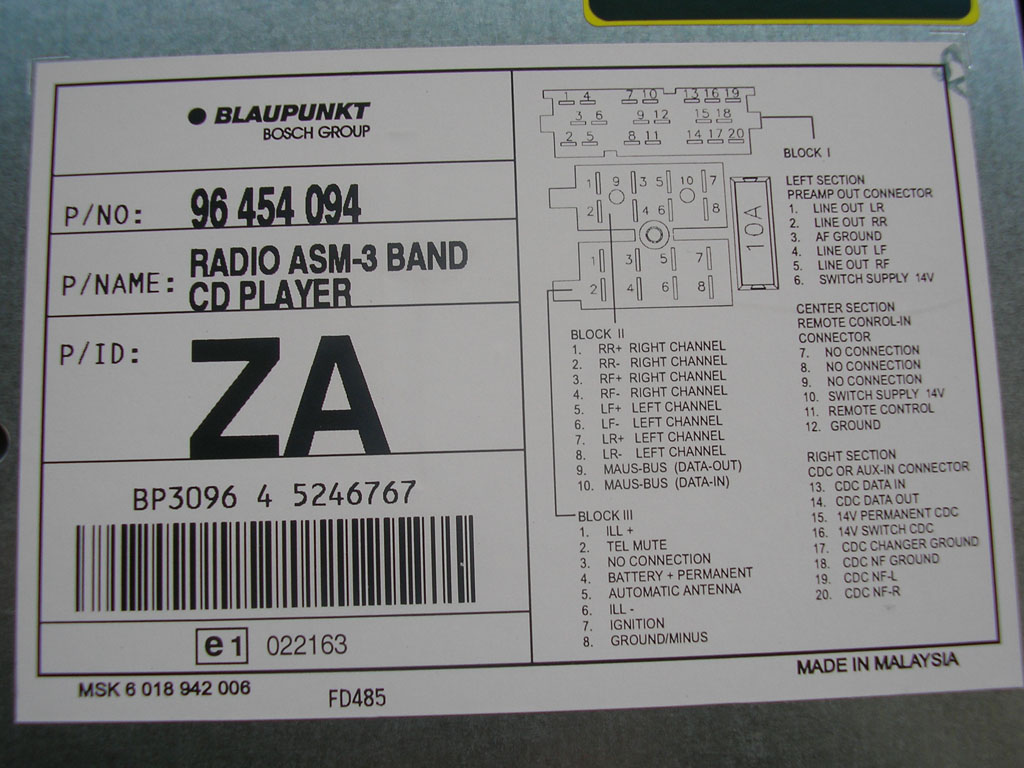 BLAUPUNKT
BOSCH GROUP
P/NO: 96 454 094
P/NAME: RADIO ASM-3 BAND
CD PLAYER
P/ID: ZA
BP3096 4 5246767
e1 022163
MSK 6 018 942 006
FD485
1 4 7 10 13 16 19
3 6 9 12 15 18
2 5 8 11 14 17 20
BLOCK I
1 9 3 5 10 7
2 4 6 8
10A
1 3 5 7
2 4 6 8
BLOCK II
1. RR+ RIGHT CHANNEL
2. RR- RIGHT CHANNEL
3. RF+ RIGHT CHANNEL
4. RF- RIGHT CHANNEL
5. LF+ LEFT CHANNEL
6. LF- LEFT CHANNEL
7. LR+ LEFT CHANNEL
8. LR- LEFT CHANNEL
9. MAUS-BUS (DATA-OUT)
10. MAUS-BUS (DATA-IN)
BLOCK III
1. ILL +
2. TEL MUTE
3. NO CONNECTION
4. BATTERY + PERMANENT
5. AUTOMATIC ANTENNA
6. ILL -
7. IGNITION
8. GROUND/MINUS
LEFT SECTION
PREAMP OUT CONNECTOR
1. LINE OUT LR
2. LINE OUT RR
3. AF GROUND
4. LINE OUT LF
5. LINE OUT RF
6. SWITCH SUPPLY 14V
CENTER SECTION
REMOTE CONROL-IN
CONNECTOR
7. NO CONNECTION
8. NO CONNECTION
9. NO CONNECTION
10. SWITCH SUPPLY 14V
11. REMOTE CONTROL
12. GROUND
RIGHT SECTION
CDC OR AUX-IN CONNECTOR
13. CDC DATA IN
14. CDC DATA OUT
15. 14V PERMANENT CDC
16. 14V SWITCH CDC
17. CDC CHANGER GROUND
18. CDC NF GROUND
19. CDC NF-L
20. CDC NF-R
MADE IN MALAYSIA